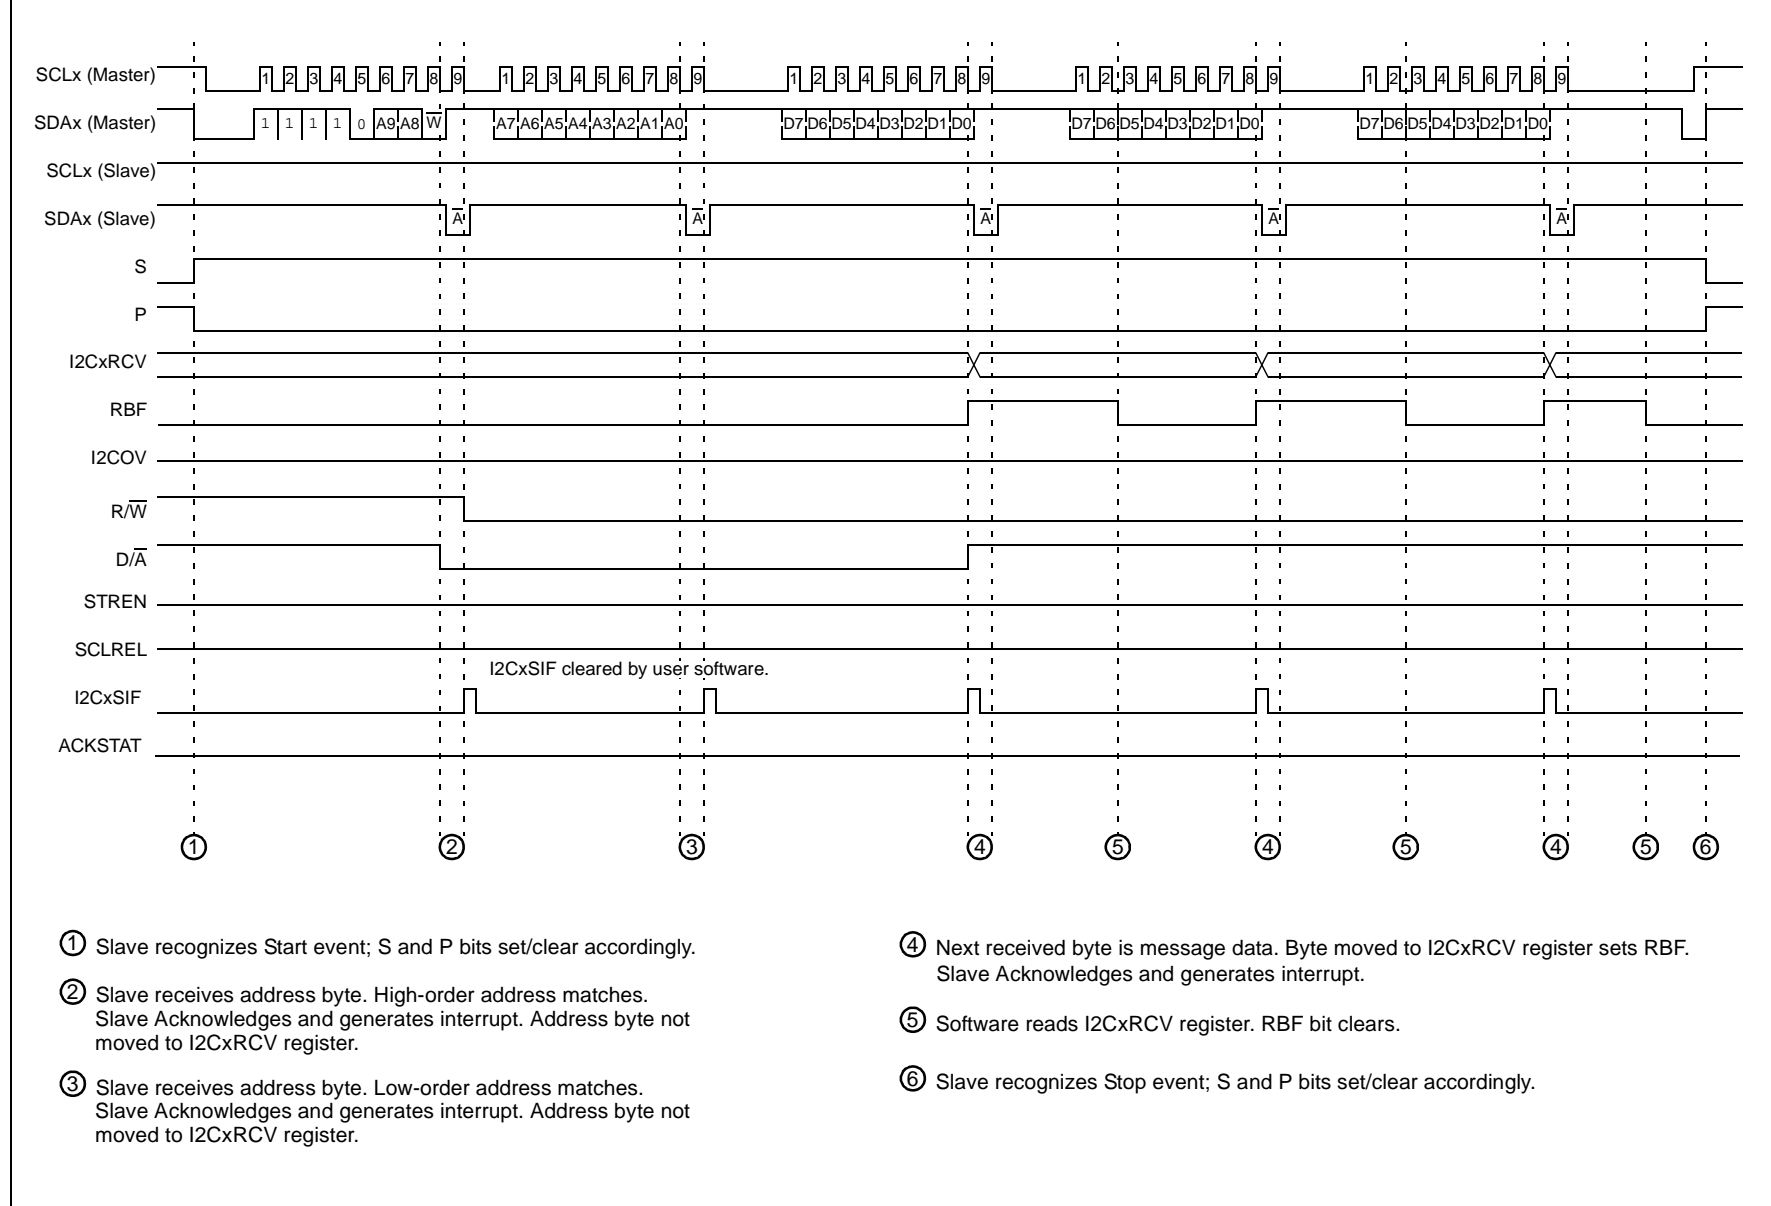 SCLx (Master) 1 2 3 4 5 6 7 8 9 1 2 3 4 5 6 7 8 9 1 2 3 4 5 6 7 8 9 1 2 3 4 5 6 7 8 9 1 2 3 4 5 6 7 8 9
SDAx (Master) 1 1 1 1 0 A9 A8 W̅ A7 A6 A5 A4 A3 A2 A1 A0 D7 D6 D5 D4 D3 D2 D1 D0 D7 D6 D5 D4 D3 D2 D1 D0 D7 D6 D5 D4 D3 D2 D1 D0
SCLx (Slave)
SDAx (Slave) A̅ A̅ A̅ A̅ A̅
S
P
I2CxRCV
RBF
I2COV
R/W̅
D/A̅
STREN
SCLREL
I2CxSIF cleared by user software.
I2CxSIF
ACKSTAT
① ② ③ ④ ⑤ ④ ⑤ ④ ⑤ ⑥
① Slave recognizes Start event; S and P bits set/clear accordingly.
② Slave receives address byte. High-order address matches.
Slave Acknowledges and generates interrupt. Address byte not
moved to I2CxRCV register.
③ Slave receives address byte. Low-order address matches.
Slave Acknowledges and generates interrupt. Address byte not
moved to I2CxRCV register.
④ Next received byte is message data. Byte moved to I2CxRCV register sets RBF.
Slave Acknowledges and generates interrupt.
⑤ Software reads I2CxRCV register. RBF bit clears.
⑥ Slave recognizes Stop event; S and P bits set/clear accordingly.